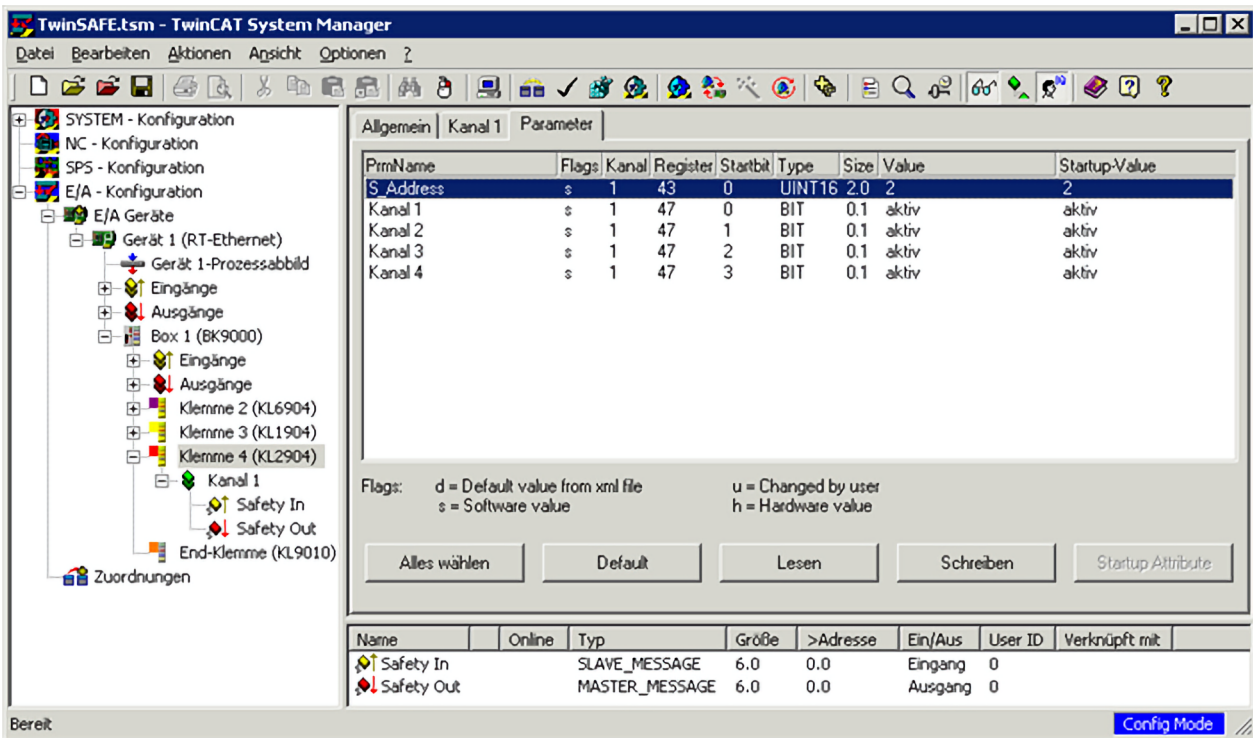 TwinSAFE.tsm - TwinCAT System Manager
Datei Bearbeiten Aktionen Ansicht Optionen ?
SYSTEM - Konfiguration
NC - Konfiguration
SPS - Konfiguration
E/A - Konfiguration
E/A Geräte
Gerät 1 (RT-Ethernet)
Gerät 1-Prozessabbild
Eingänge
Ausgänge
Box 1 (BK9000)
Eingänge
Ausgänge
Klemme 2 (KL6904)
Klemme 3 (KL1904)
Klemme 4 (KL2904)
Kanal 1
Safety In
Safety Out
End-Klemme (KL9010)
Zuordnungen
Allgemein Kanal 1 Parameter
PrmName Flags Kanal Register Startbit Type Size Value Startup-Value
S_Address s 1 43 0 UINT16 2.0 2 2
Kanal 1 s 1 47 0 BIT 0.1 aktiv aktiv
Kanal 2 s 1 47 1 BIT 0.1 aktiv aktiv
Kanal 3 s 1 47 2 BIT 0.1 aktiv aktiv
Kanal 4 s 1 47 3 BIT 0.1 aktiv aktiv
Flags: d = Default value from xml file u = Changed by user
s = Software value h = Hardware value
Alles wählen Default Lesen Schreiben Startup Attribute
Name Online Typ Größe >Adresse Ein/Aus User ID Verknüpft mit
Safety In SLAVE_MESSAGE 6.0 0.0 Eingang 0
Safety Out MASTER_MESSAGE 6.0 0.0 Ausgang 0
Bereit Config Mode